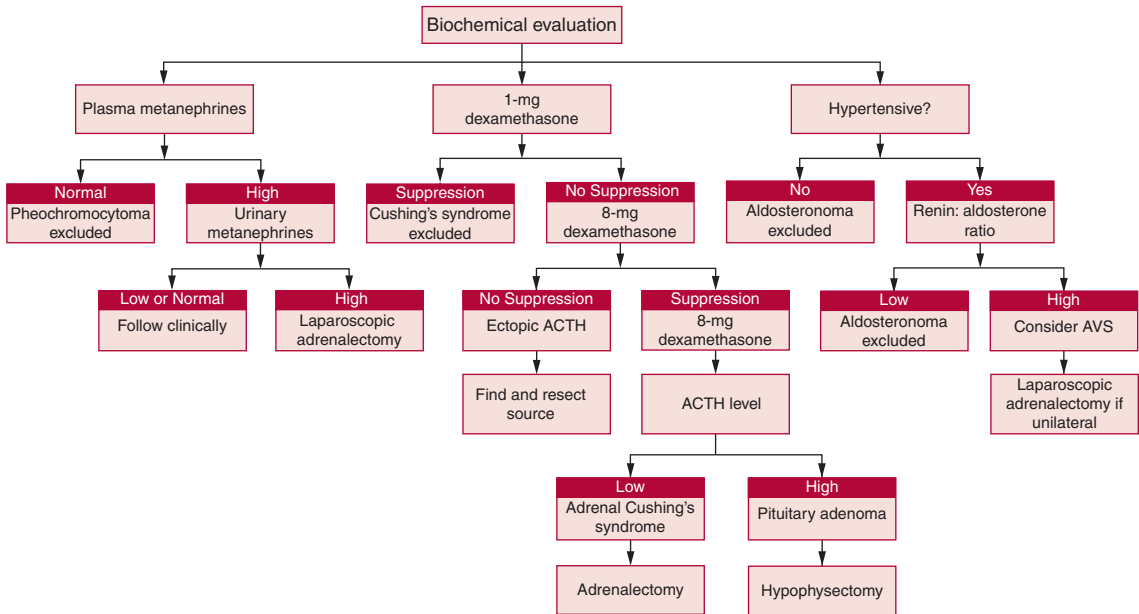 Biochemical evaluation
Plasma metanephrines
1-mg
dexamethasone
Hypertensive?
Normal
Pheochromocytoma
excluded
High
Urinary
metanephrines
Suppression
Cushing's syndrome
excluded
No Suppression
8-mg
dexamethasone
No
Aldosteronoma
excluded
Yes
Renin: aldosterone
ratio
Low or Normal
Follow clinically
High
Laparoscopic
adrenalectomy
No Suppression
Ectopic ACTH
Suppression
8-mg
dexamethasone
Low
Aldosteronoma
excluded
High
Consider AVS
Find and resect
source
ACTH level
Laparoscopic
adrenalectomy if
unilateral
Low
Adrenal Cushing's
syndrome
High
Pituitary adenoma
Adrenalectomy
Hypophysectomy